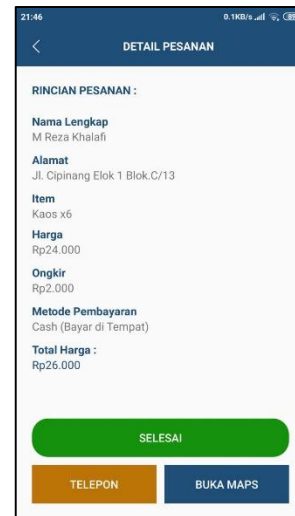 21:46 0.1KB/s
DETAIL PESANAN
RINCIAN PESANAN :
Nama Lengkap
M Reza Khalafi
Alamat
Jl. Cipinang Elok 1 Blok.C/13
Item
Kaos x6
Harga
Rp24.000
Ongkir
Rp2.000
Metode Pembayaran
Cash (Bayar di Tempat)
Total Harga :
Rp26.000
SELESAI
TELEPON BUKA MAPS